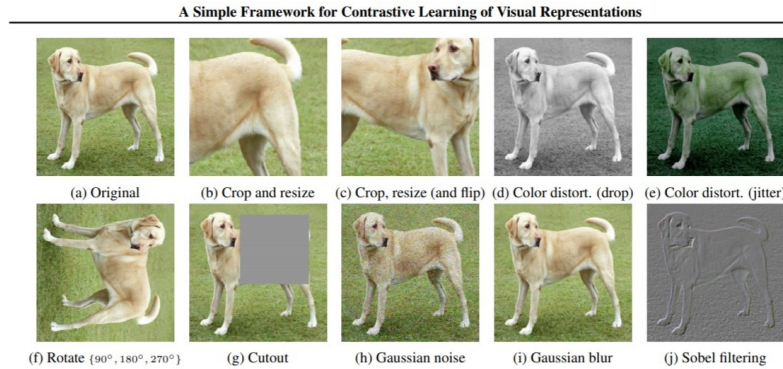 A Simple Framework for Contrastive Learning of Visual Representations
(a) Original
(b) Crop and resize
(c) Crop, resize (and flip)
(d) Color distort. (drop)
(e) Color distort. (jitter)
(f) Rotate {90°, 180°, 270°}
(g) Cutout
(h) Gaussian noise
(i) Gaussian blur
(j) Sobel filtering